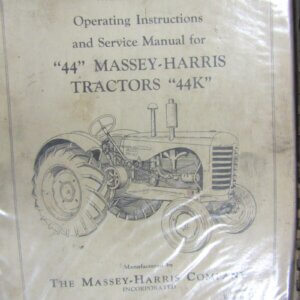 Operating Instructions
and Service Manual for
"44" MASSEY-HARRIS
TRACTORS "44K"
Manufactured by
THE MASSEY-HARRIS COMPANY
INCORPORATED